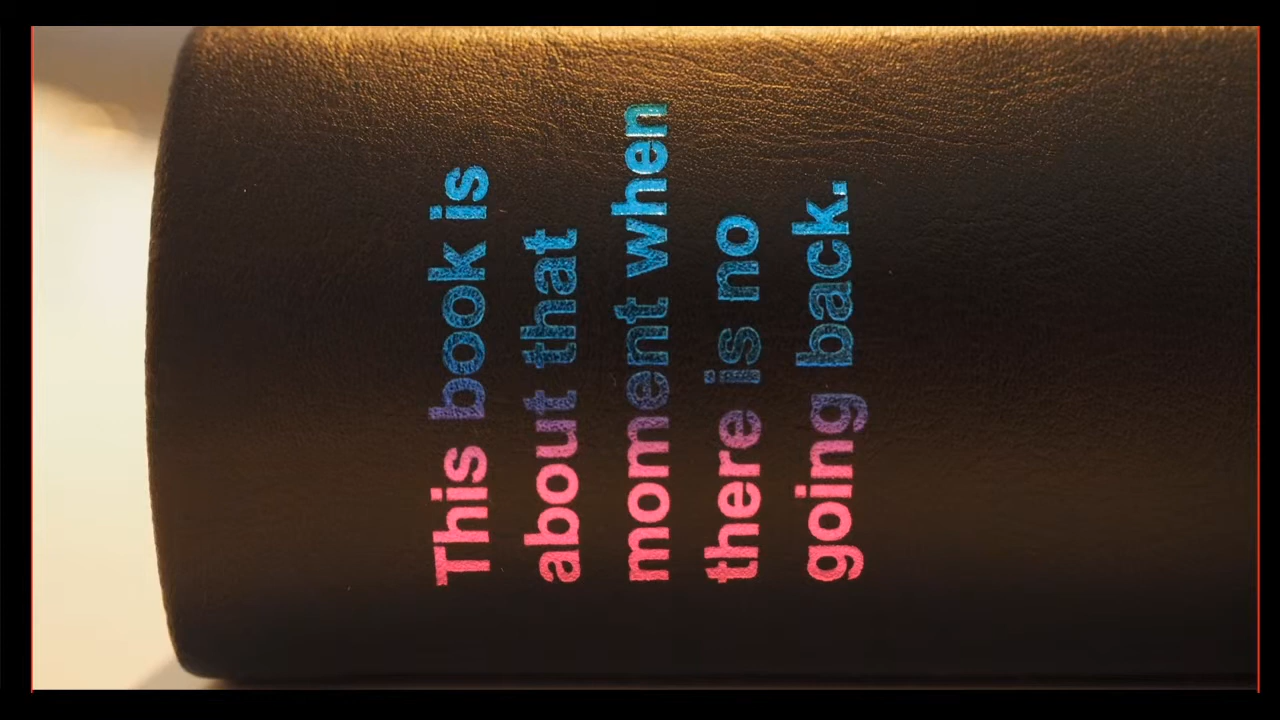 This book is
about that
moment when
there is no
going back.